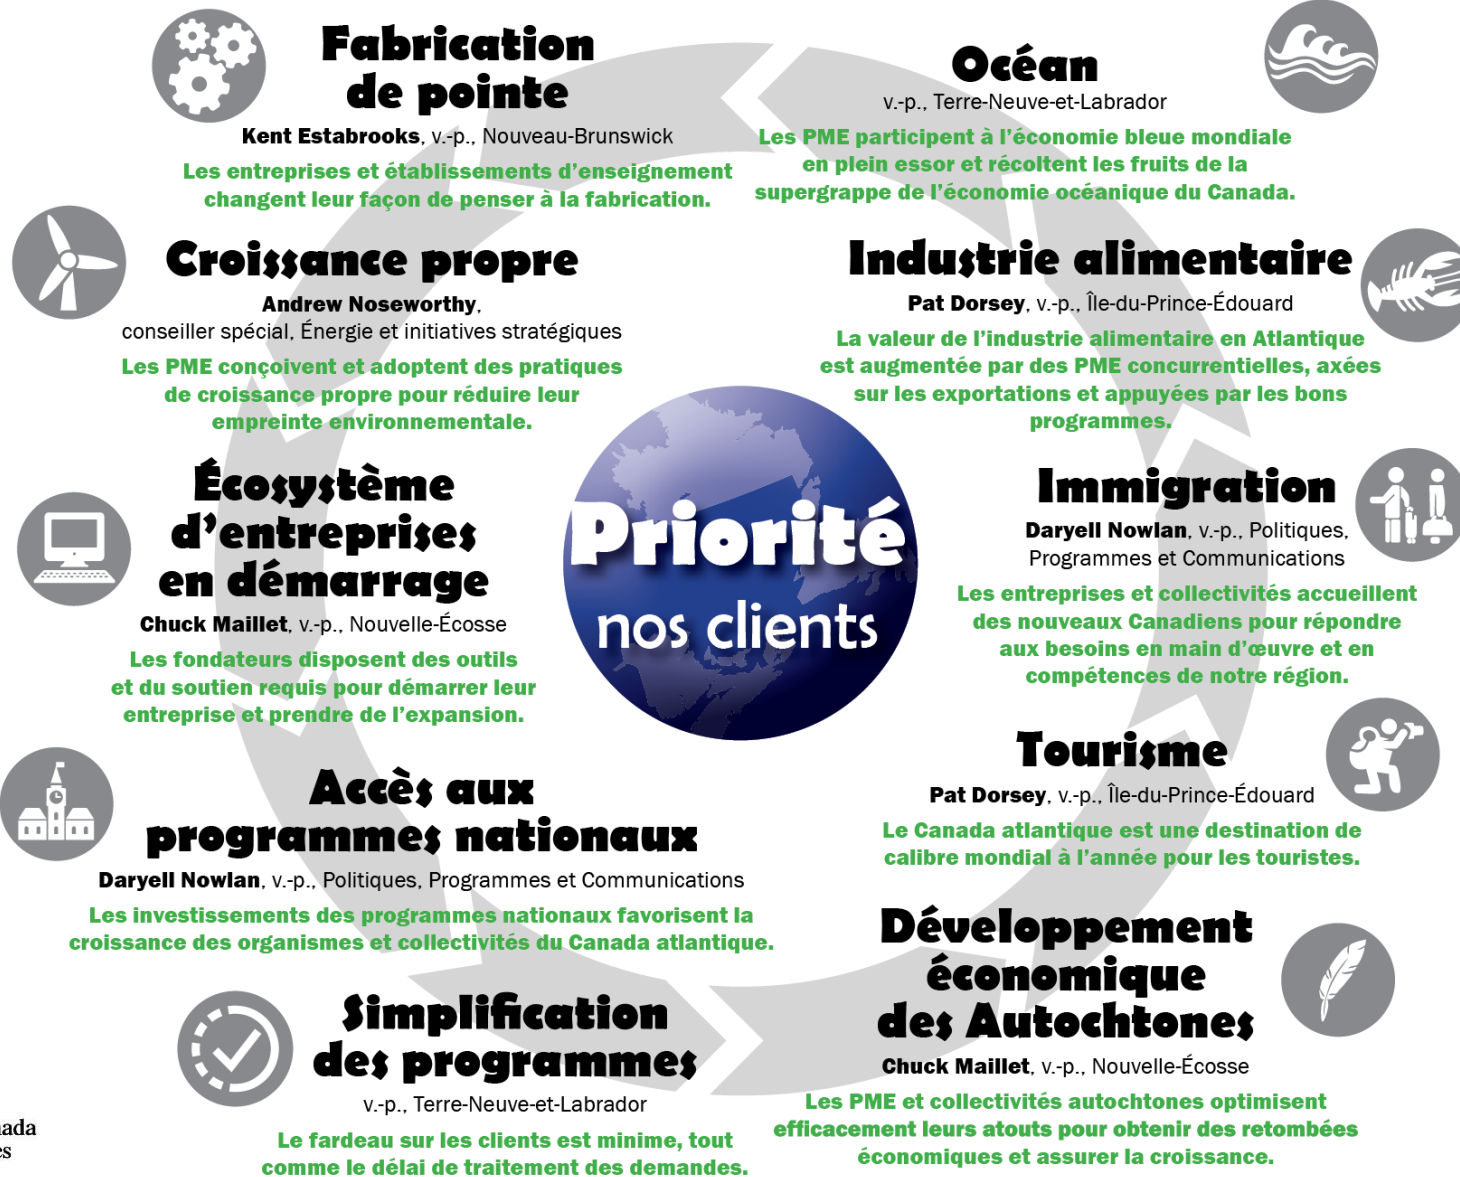 Fabrication
de pointe
Kent Estabrooks, v.-p., Nouveau-Brunswick
Les entreprises et établissements d'enseignement
changent leur façon de penser à la fabrication.
Océan
v.-p., Terre-Neuve-et-Labrador
Les PME participent à l'économie bleue mondiale
en plein essor et récoltent les fruits de la
supergrappe de l'économie océanique du Canada.
Croissance propre
Andrew Noseworthy,
conseiller spécial, Énergie et initiatives stratégiques
Les PME conçoivent et adoptent des pratiques
de croissance propre pour réduire leur
empreinte environnementale.
Industrie alimentaire
Pat Dorsey, v.-p., Île-du-Prince-Édouard
La valeur de l'industrie alimentaire en Atlantique
est augmentée par des PME concurrentielles, axées
sur les exportations et appuyées par les bons
programmes.
Écosystème
d'entreprises
en démarrage
Chuck Maillet, v.-p., Nouvelle-Écosse
Les fondateurs disposent des outils
et du soutien requis pour démarrer leur
entreprise et prendre de l'expansion.
Priorité
nos clients
Immigration
Daryell Nowlan, v.-p., Politiques,
Programmes et Communications
Les entreprises et collectivités accueillent
des nouveaux Canadiens pour répondre
aux besoins en main d'œuvre et en
compétences de notre région.
Tourisme
Pat Dorsey, v.-p., Île-du-Prince-Édouard
Le Canada atlantique est une destination de
calibre mondial à l'année pour les touristes.
Accès aux
programmes nationaux
Daryell Nowlan, v.-p., Politiques, Programmes et Communications
Les investissements des programmes nationaux favorisent la
croissance des organismes et collectivités du Canada atlantique.
Développement
économique
des Autochtones
Chuck Maillet, v.-p., Nouvelle-Écosse
Les PME et collectivités autochtones optimisent
efficacement leurs atouts pour obtenir des retombées
économiques et assurer la croissance.
Simplification
des programmes
v.-p., Terre-Neuve-et-Labrador
Le fardeau sur les clients est minime, tout
comme le délai de traitement des demandes.